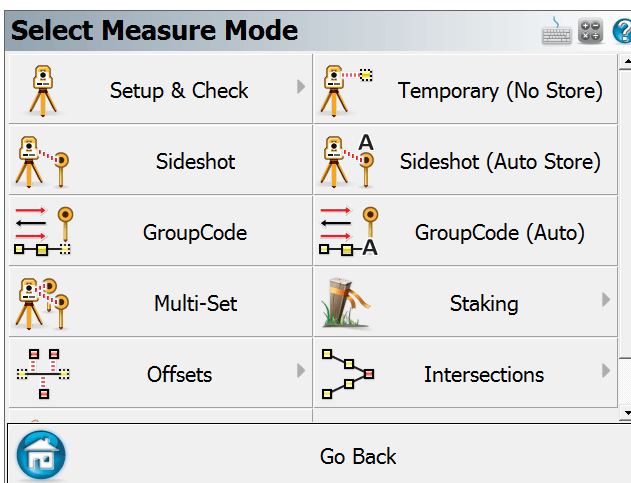 Select Measure Mode
Setup & Check
Temporary (No Store)
Sideshot
A
Sideshot (Auto Store)
GroupCode
A
GroupCode (Auto)
Multi-Set
Staking
Offsets
Intersections
Go Back